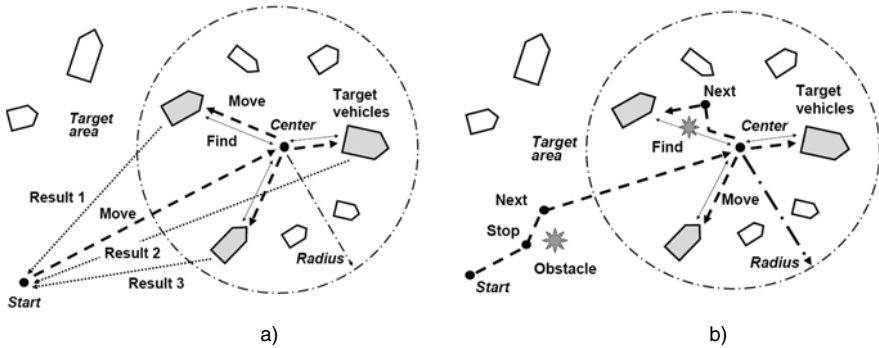 Target
area
Move
Center
Target
vehicles
Find
Result 1
Move
Result 2
Result 3
Radius
Start
a)
Next
Target
vehicles
Target
area
Center
Find
Next
Move
Stop
Obstacle
Radius
Start
b)